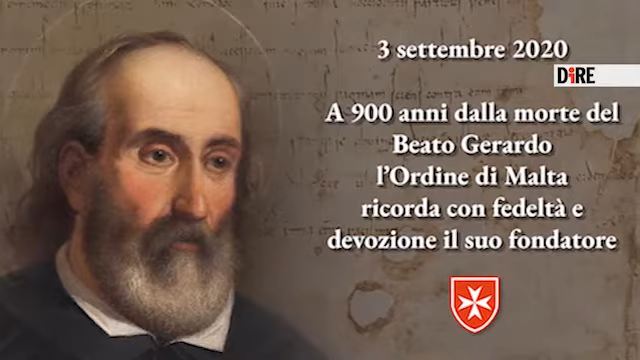 3 settembre 2020
DiRE
A 900 anni dalla morte del
Beato Gerardo
l'Ordine di Malta
ricorda con fedeltà e
devozione il suo fondatore